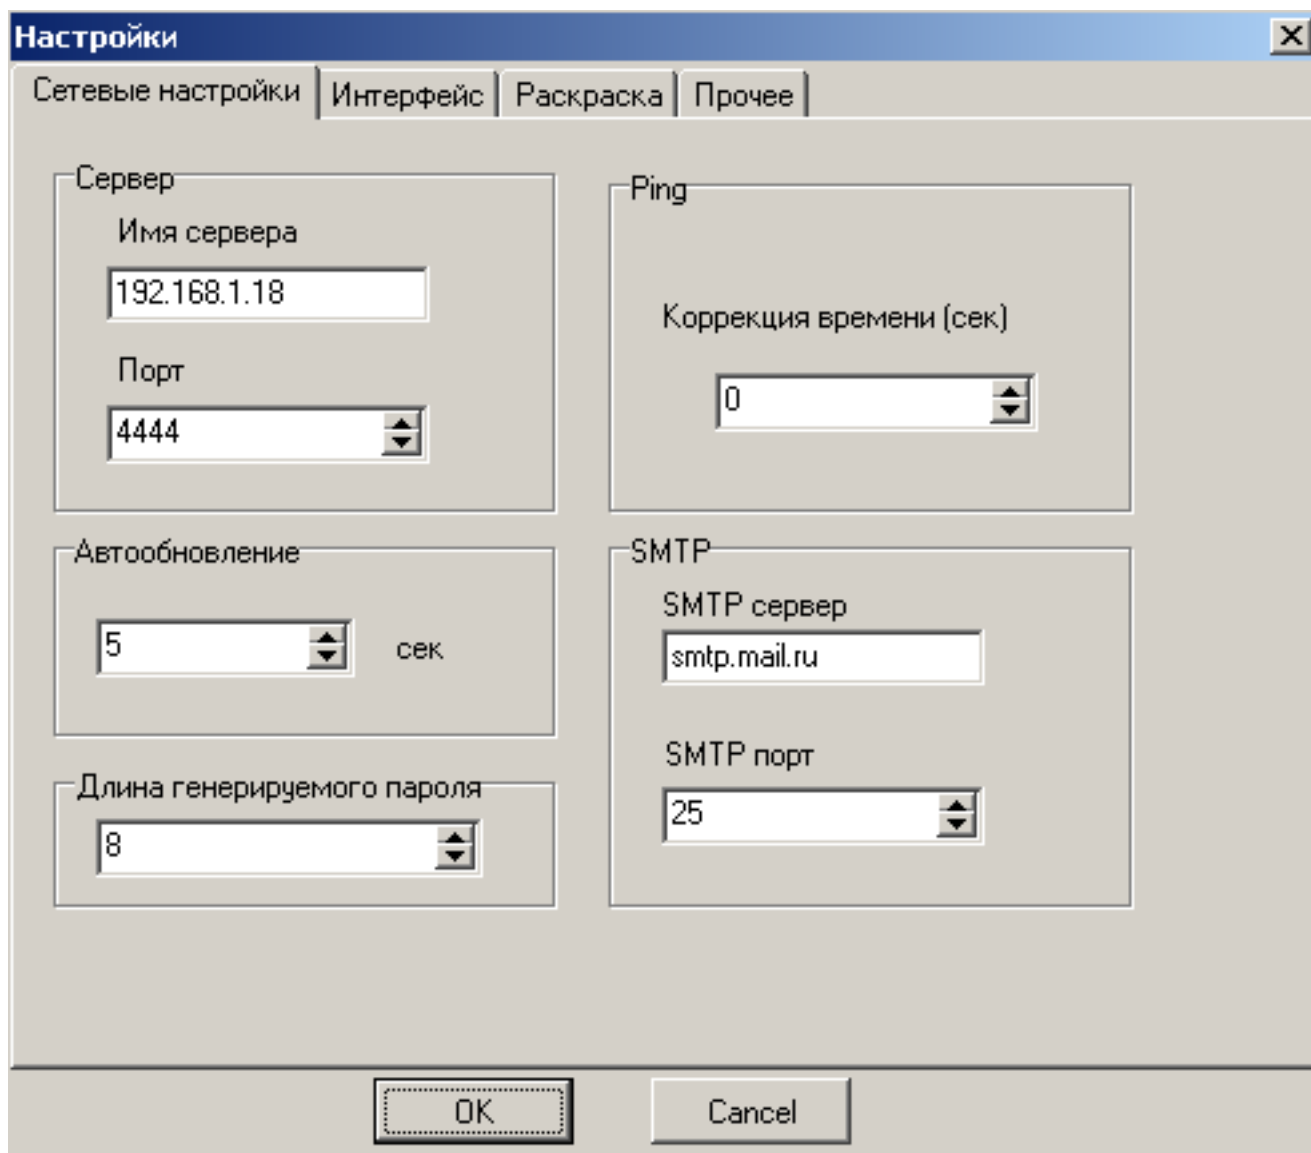 Настройки
Сетевые настройки Интерфейс Раскраска Прочее
Сервер
Имя сервера
192.168.1.18
Порт
4444
Ping
Коррекция времени (сек)
0
Автообновление
5 сек
SMTP
SMTP сервер
smtp.mail.ru
SMTP порт
25
Длина генерируемого пароля
8
OK Cancel